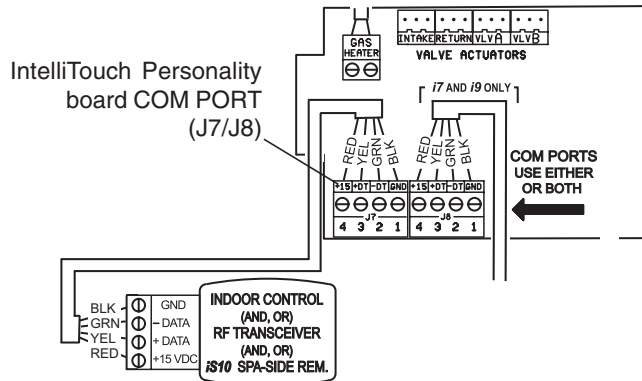 GAS
HEATER
INTAKE RETURN VLV A VLV B
VALVE ACTUATORS
IntelliTouch Personality
board COM PORT
(J7/J8)
i7 AND i9 ONLY
RED YEL GRN BLK
RED YEL GRN BLK
COM PORTS
USE EITHER
OR BOTH
+15 +DT -DT GND +15 +DT -DT GND
J7 J8
4 3 2 1 4 3 2 1
BLK GND
GRN - DATA
YEL + DATA
RED +15 VDC
INDOOR CONTROL
(AND, OR)
RF TRANSCEIVER
(AND, OR)
iS10 SPA-SIDE REM.